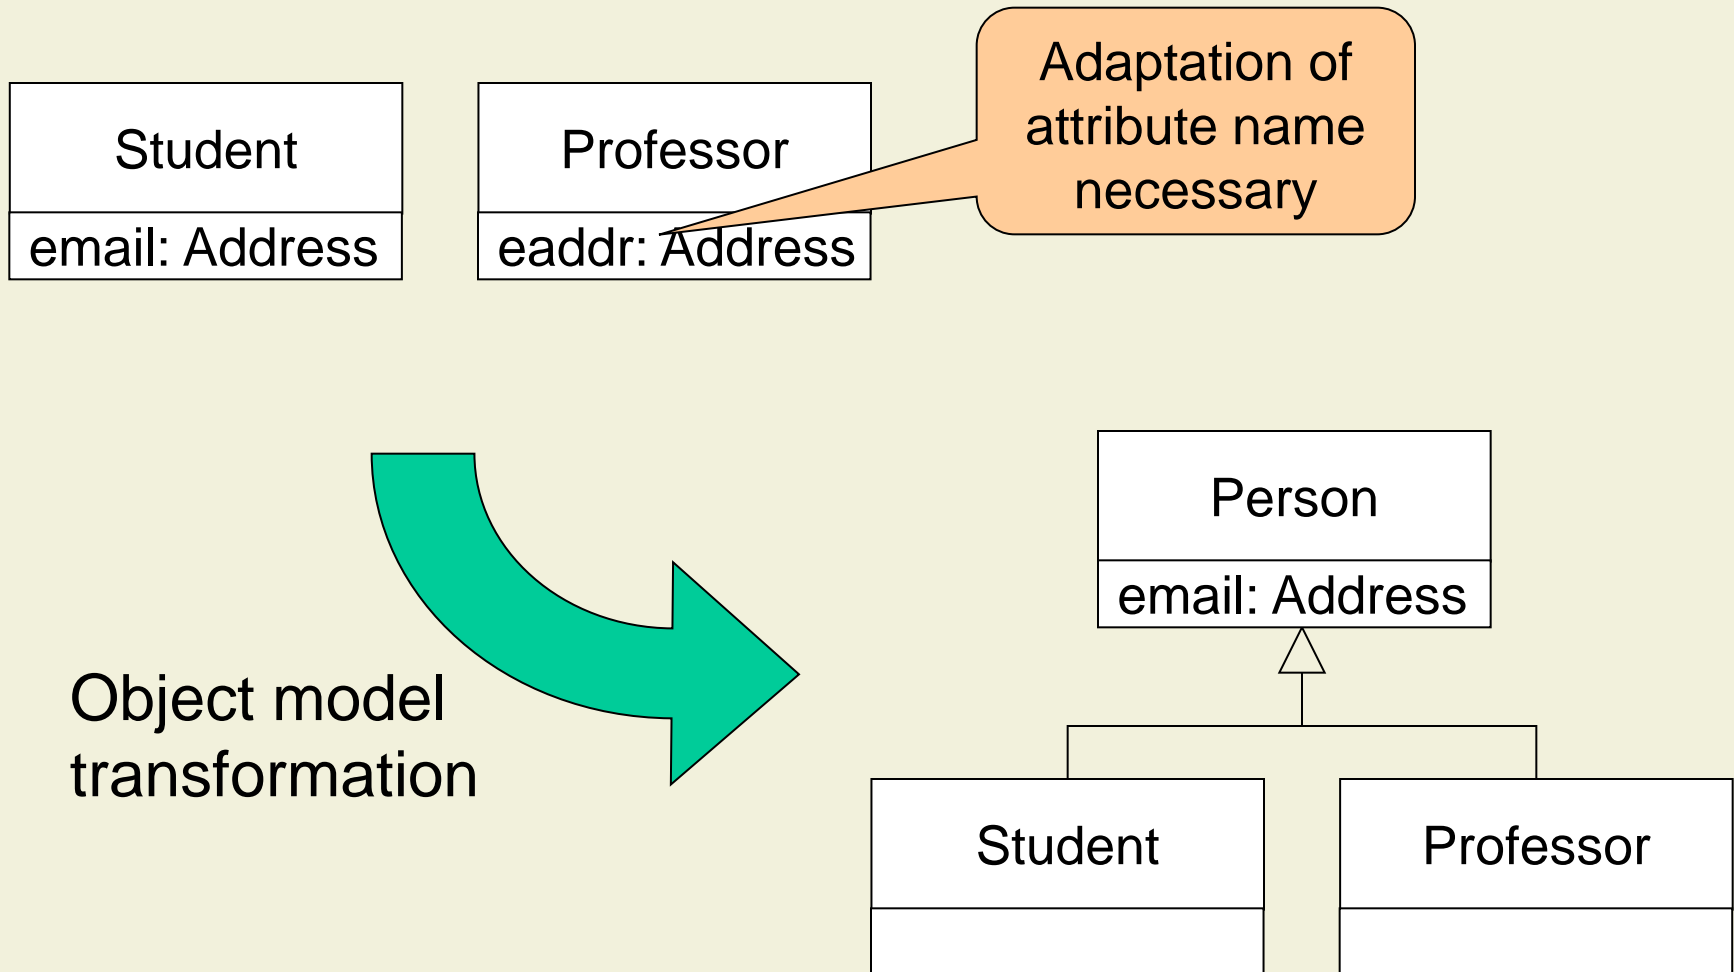 Student
email: Address
Professor
eaddr: Address
Adaptation of
attribute name
necessary
Object model
transformation
Person
email: Address
Student
Professor